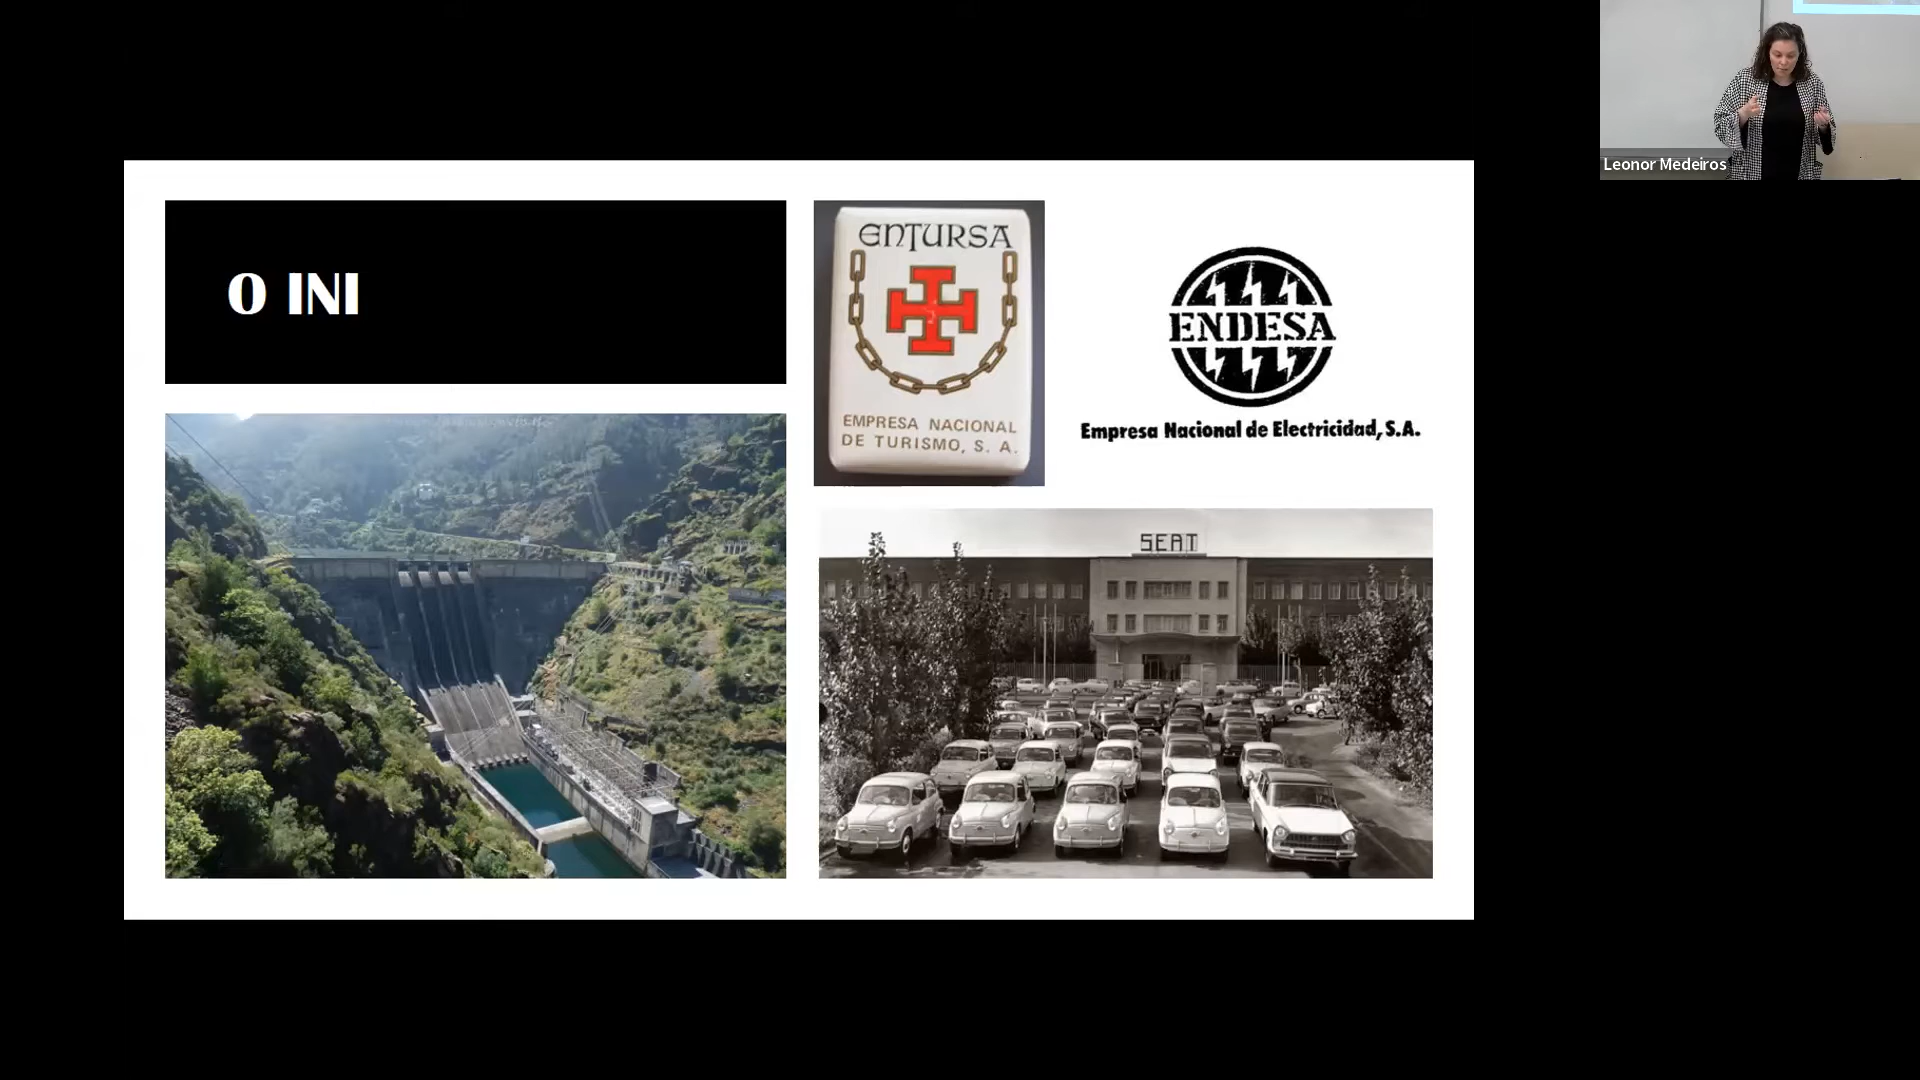 O INI
ENTURSA
EMPRESA NACIONAL
DE TURISMO, S. A.
ENDESA
Empresa Nacional de Electricidad, S.A.
SEAT
Leonor Medeiros